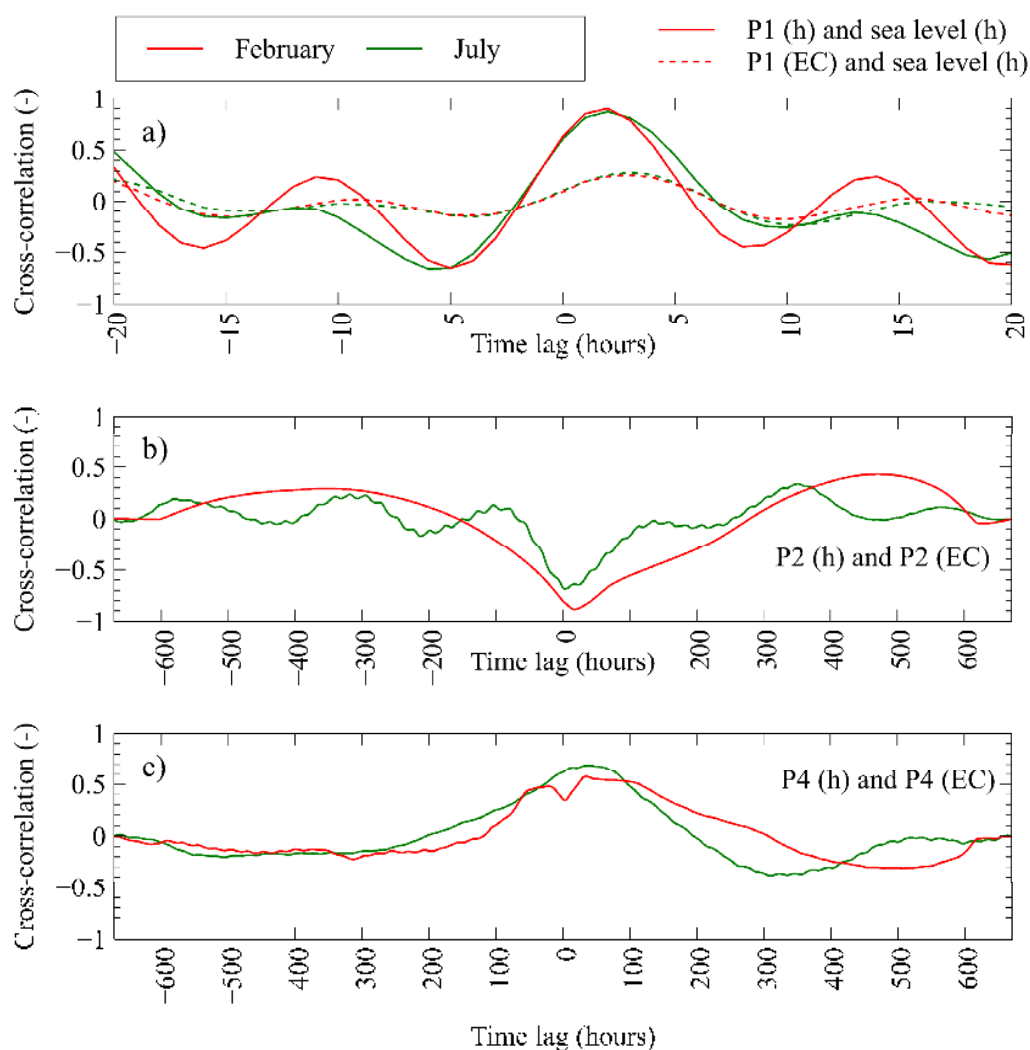 February
July
P1 (h) and sea level (h)
P1 (EC) and sea level (h)
Cross-correlation (-)
1
0.5
0
−0.5
−1
a)
−20 −15 −10 5 0 5 10 15 20
Time lag (hours)
Cross-correlation (-)
1
0.5
0
−0.5
−1
b)
P2 (h) and P2 (EC)
−600 −500 −400 −300 −200 0 200 300 400 500 600
Time lag (hours)
Cross-correlation (-)
1
0.5
0
−0.5
−1
c)
P4 (h) and P4 (EC)
−600 −500 −400 −300 −200 100 0 100 200 300 400 500 600
Time lag (hours)